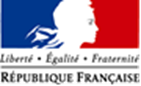 Liberté • Égalité • Fraternité
RÉPUBLIQUE FRANÇAISE